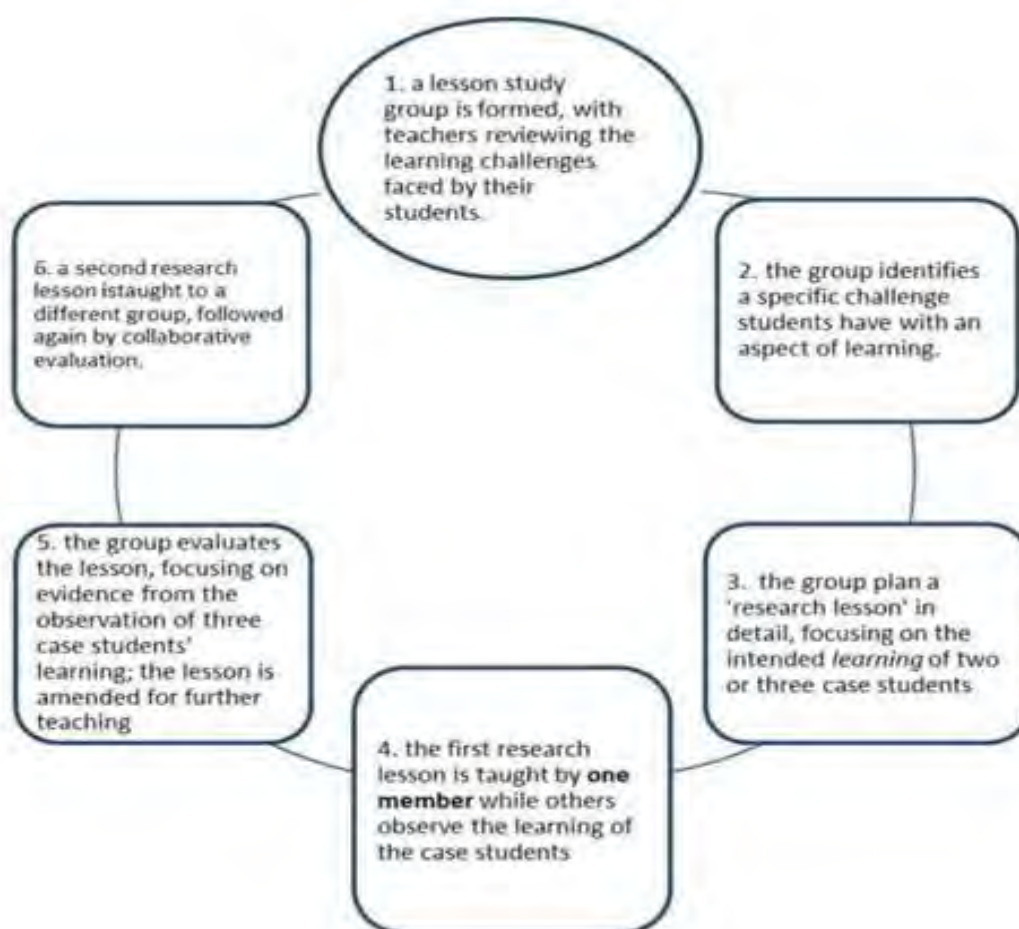 1. a lesson study
group is formed, with
teachers reviewing the
learning challenges
faced by their
students.
2. the group identifies
a specific challenge
students have with an
aspect of learning.
3. the group plan a
'research lesson' in
detail, focusing on the
intended learning of two
or three case students
4. the first research
lesson is taught by one
member while others
observe the learning of
the case students
5. the group evaluates
the lesson, focusing on
evidence from the
observation of three
case students'
learning; the lesson is
amended for further
teaching
6. a second research
lesson istaught to a
different group, followed
again by collaborative
evaluation.